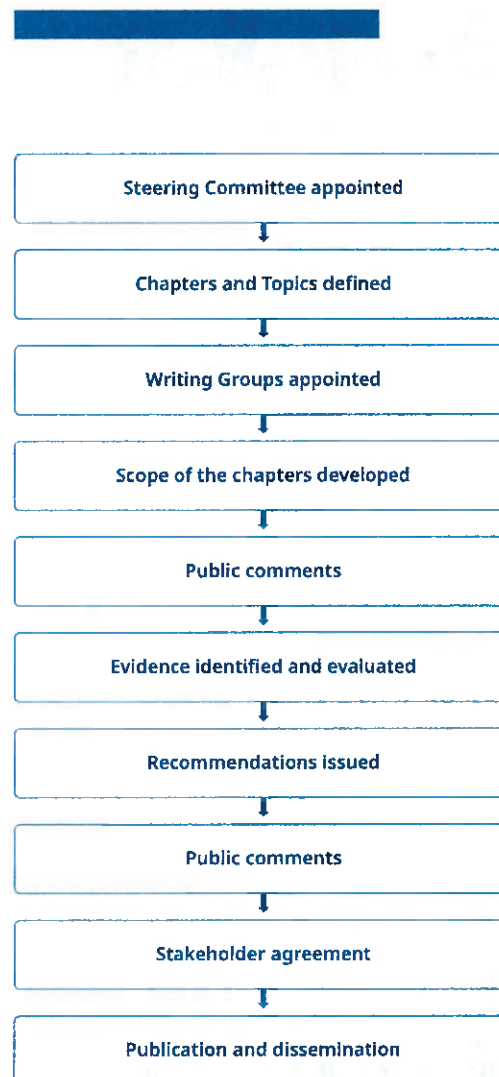 Steering Committee appointed
Chapters and Topics defined
Writing Groups appointed
Scope of the chapters developed
Public comments
Evidence identified and evaluated
Recommendations issued
Public comments
Stakeholder agreement
Publication and dissemination